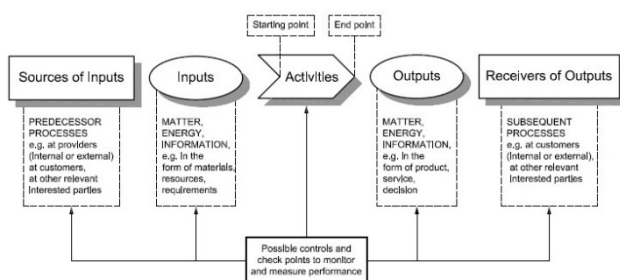 Starting point
End point
Sources of Inputs
Inputs
Activities
Outputs
Receivers of Outputs
PREDECESSOR
PROCESSES
e.g. at providers
(Internal or external)
at customers,
at other relevant
Interested parties
MATTER,
ENERGY,
INFORMATION,
e.g. In the
form of materials,
resources,
requirements
MATTER,
ENERGY,
INFORMATION,
e.g. In the
form of product,
service,
decision
SUBSEQUENT
PROCESSES
e.g. at customers
(Internal or external),
at other relevant
Interested parties
Possible controls and
check points to monitor
and measure performance